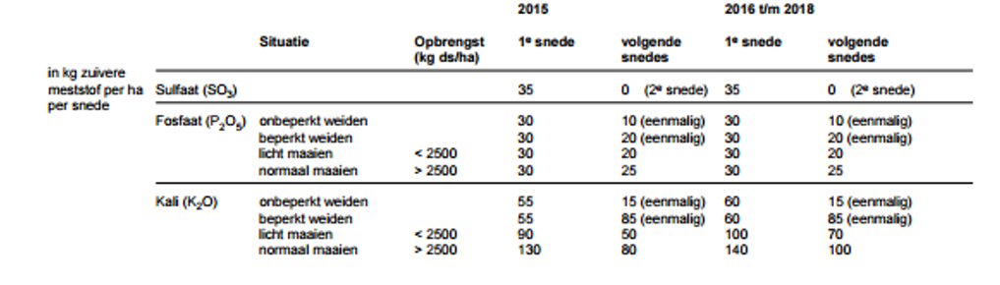 2015 2016 t/m 2018
Situatie Opbrengst 1e snede volgende 1e snede volgende
(kg ds/ha) snedes snedes
in kg zuivere
meststof per ha Sulfaat (SO3) 35 0 (2e snede) 35 0 (2e snede)
per snede
Fosfaat (P2O5) onbeperkt weiden 30 10 (eenmalig) 30 10 (eenmalig)
beperkt weiden 30 20 (eenmalig) 30 20 (eenmalig)
licht maaien < 2500 30 20 30 20
normaal maaien > 2500 30 25 30 25
Kali (K2O) onbeperkt weiden 55 15 (eenmalig) 60 15 (eenmalig)
beperkt weiden 55 85 (eenmalig) 60 85 (eenmalig)
licht maaien < 2500 90 50 100 70
normaal maaien > 2500 130 80 140 100